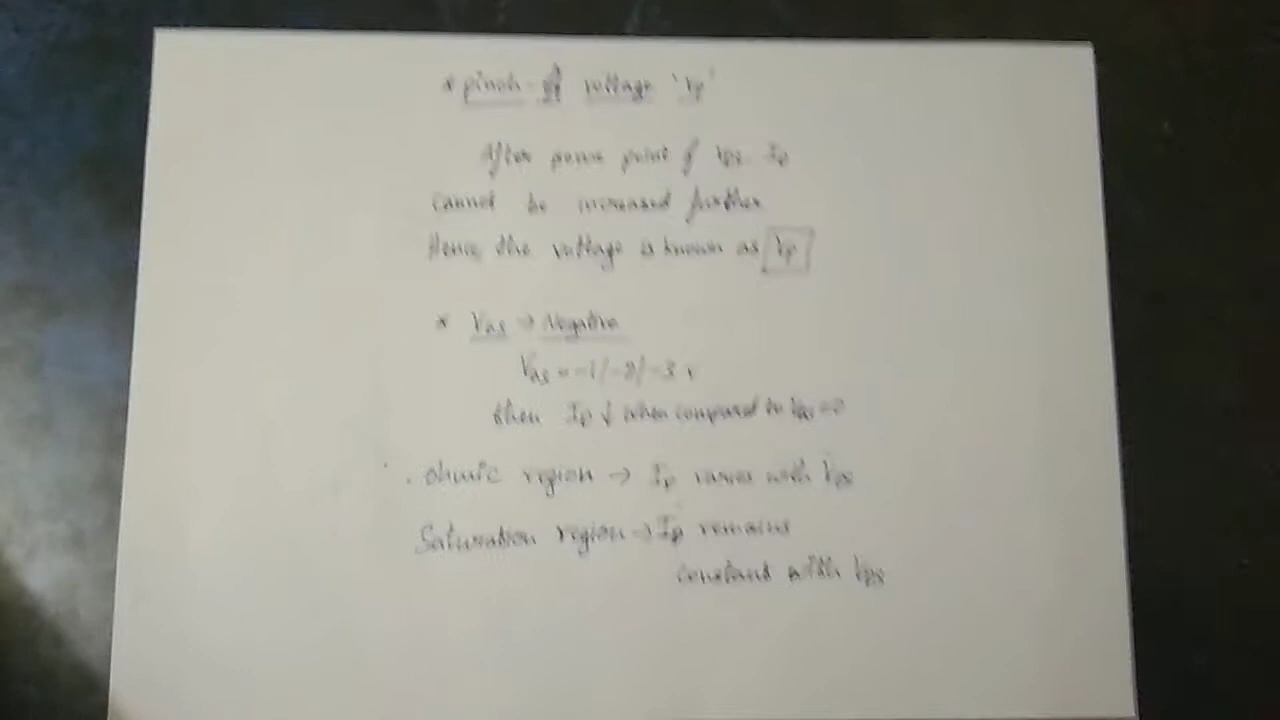 * pinch-off voltage 'Vp'
After point of VDS ID
cannot be increased further
Hence the voltage is known as Vp
* VGS → Negative
VGS = -1/-2/-3 V
then ID ↓ when compared to VGS = 0
. ohmic region → ID varies with VDS
Saturation region → ID remains
constant with VDS